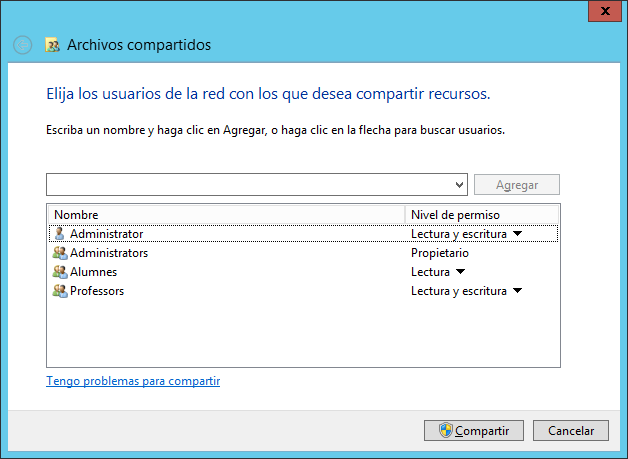 Archivos compartidos
Elija los usuarios de la red con los que desea compartir recursos.
Escriba un nombre y haga clic en Agregar, o haga clic en la flecha para buscar usuarios.
Agregar
Nombre Nivel de permiso
Administrator Lectura y escritura
Administrators Propietario
Alumnes Lectura
Professors Lectura y escritura
Tengo problemas para compartir
Compartir Cancelar